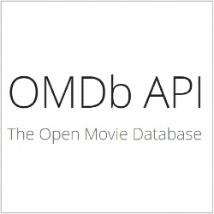 OMDb API
The Open Movie Database